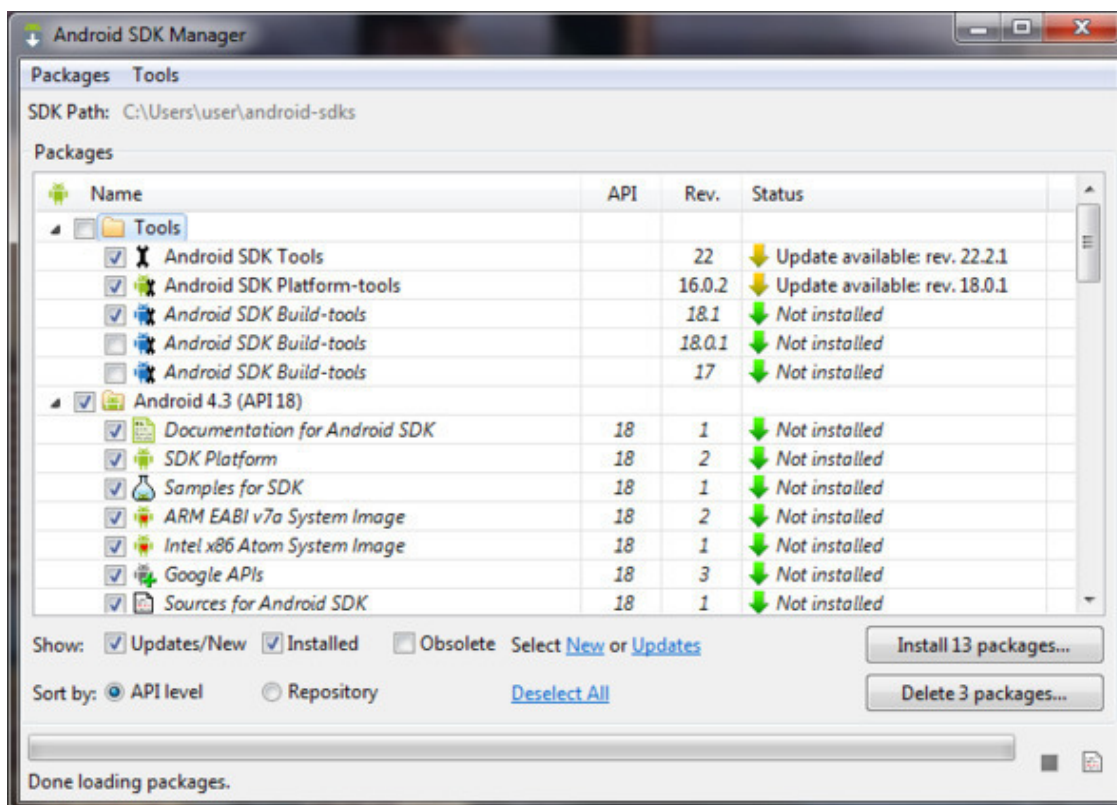 Android SDK Manager
Packages Tools
SDK Path: C:\Users\user\android-sdks
Packages
Name API Rev. Status
Tools
Android SDK Tools 22 Update available: rev. 22.2.1
Android SDK Platform-tools 16.0.2 Update available: rev. 18.0.1
Android SDK Build-tools 18.1 Not installed
Android SDK Build-tools 18.0.1 Not installed
Android SDK Build-tools 17 Not installed
Android 4.3 (API 18)
Documentation for Android SDK 18 1 Not installed
SDK Platform 18 2 Not installed
Samples for SDK 18 1 Not installed
ARM EABI v7a System Image 18 2 Not installed
Intel x86 Atom System Image 18 1 Not installed
Google APIs 18 3 Not installed
Sources for Android SDK 18 1 Not installed
Show: Updates/New Installed Obsolete Select New or Updates Install 13 packages...
Sort by: API level Repository Deselect All Delete 3 packages...
Done loading packages.